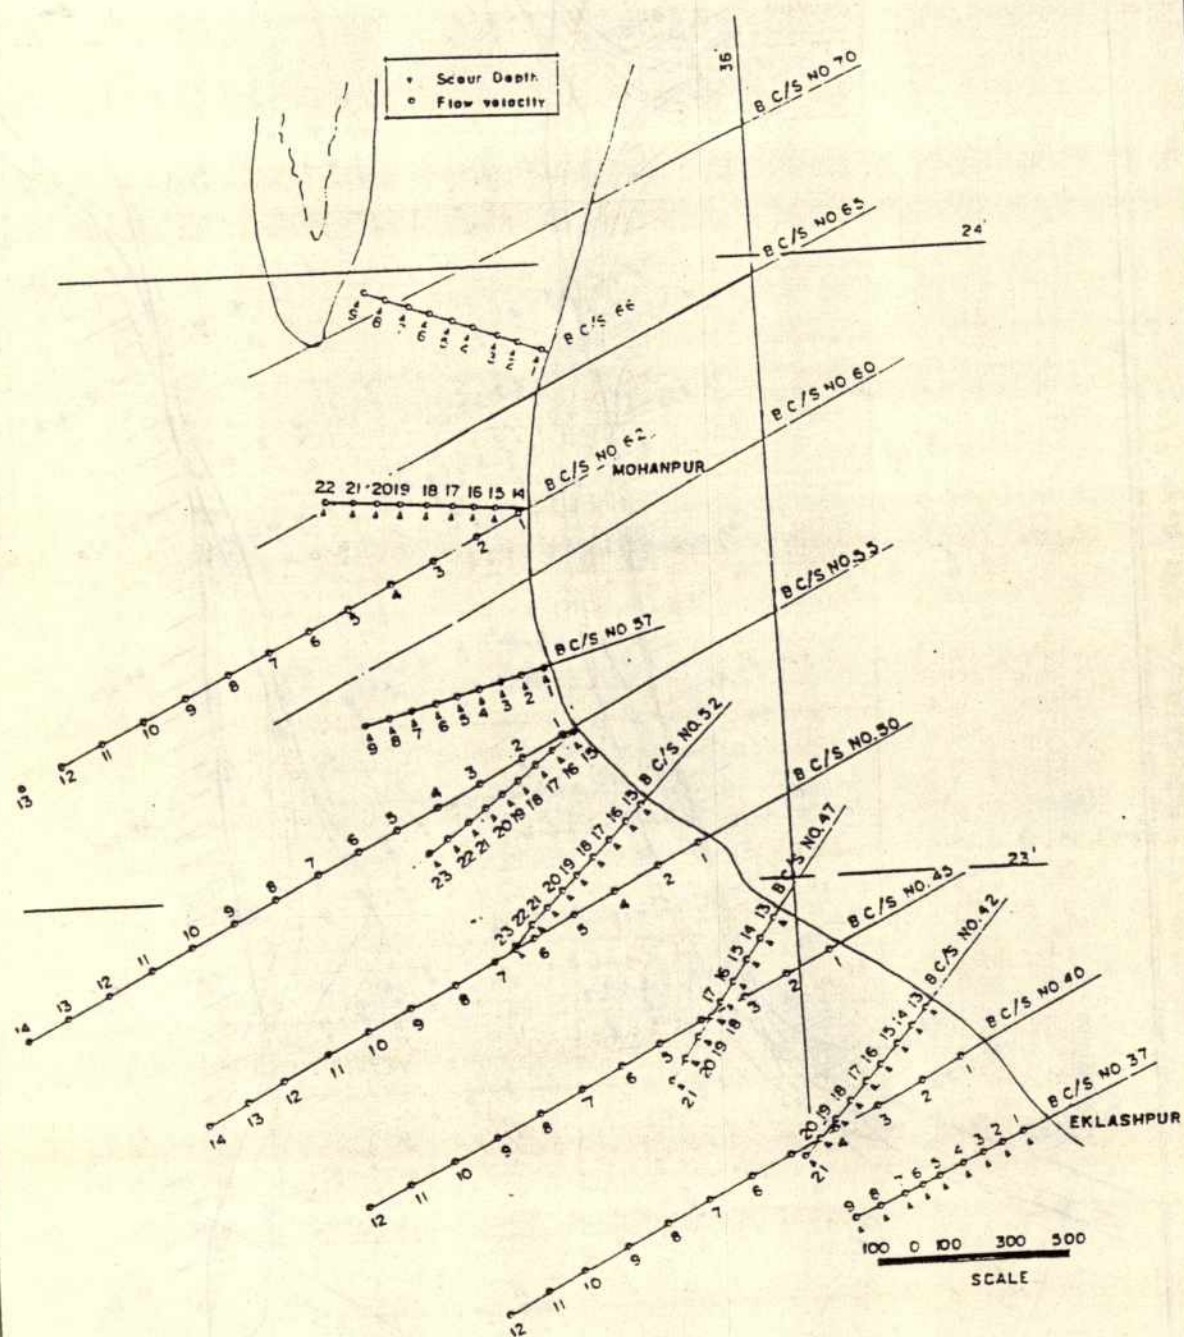 Scour Depth
Flow velocity
36
B C/S NO 70
B C/S NO 65
24'
B C/S 66
B C/S NO 60
B C/S NO 62
MOHANPUR
22 21 20 19 18 17 16 15 14
1 2 3 4 5 6 7 8 9 10 11 12 13
B C/S NO.55
B C/S NO 57
1 2 3 4 5 6 7 8 9
B C/S NO.52
B C/S NO.50
1 2 3 4 5 6 7 8 9 10 11 12 13 14
15 16 17 18 19 20 21 22 23
15 16 17 18 19 20 21 22 23
B C/S NO.47
23'
1 2 4 5 6 7 8 9 10 11 12 13 14
B C/S NO.45
13 14 15 16 17 18 19 20 21
B C/S NO.42
1 2 3 5 6 7 8 9 10 11 12
B C/S NO 40
13 14 15 16 17 18 19 20 21
1 2 3 4 6 7 8 9 10 11 12
B C/S NO 37
EKLASHPUR
1 2 3 4 5 6 7 8 9
100 0 100 300 500
SCALE